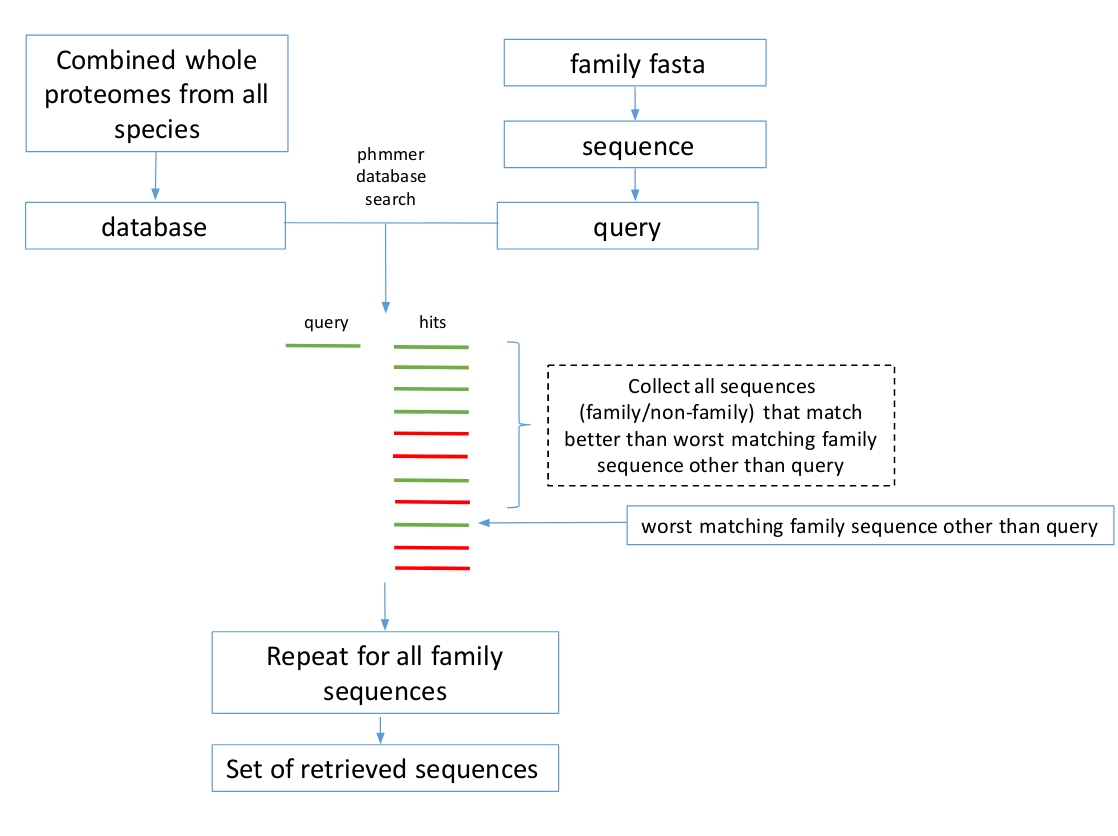 Combined whole
proteomes from all
species
family fasta
sequence
phmmer
database
search
database
query
query
hits
Collect all sequences
(family/non-family) that match
better than worst matching family
sequence other than query
worst matching family sequence other than query
Repeat for all family
sequences
Set of retrieved sequences